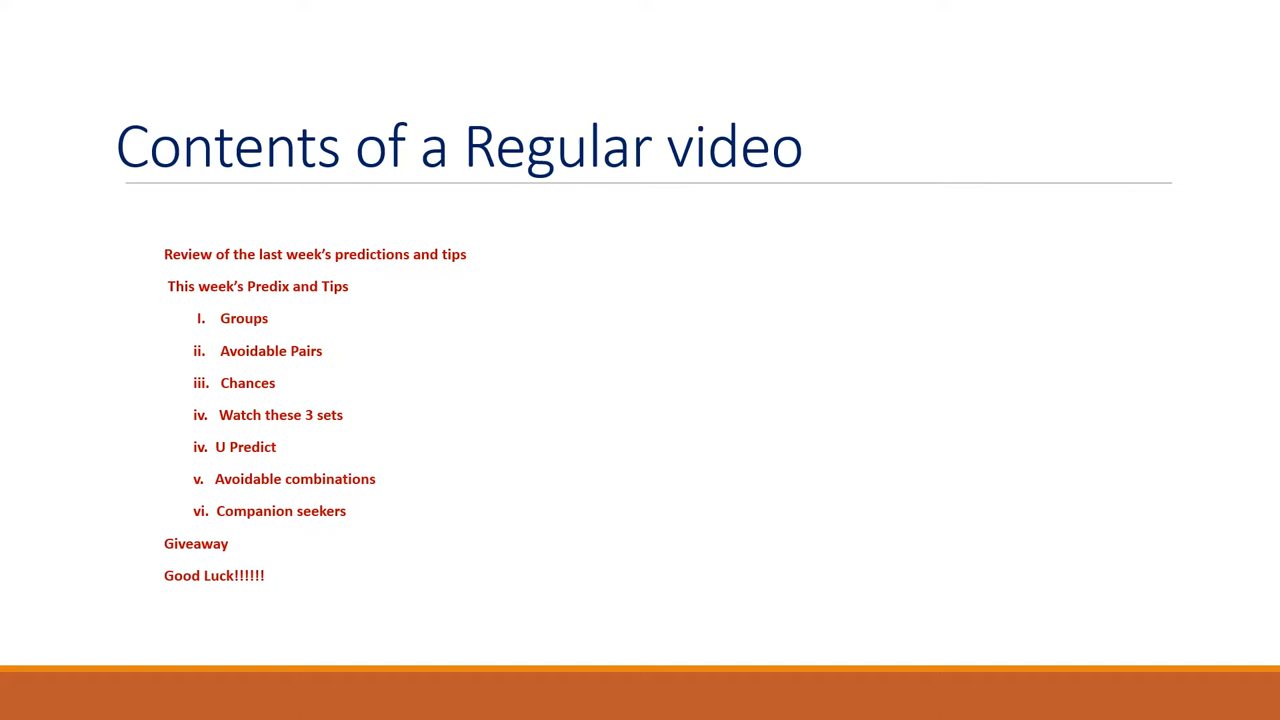 Contents of a Regular video
Review of the last week’s predictions and tips
This week’s Predix and Tips
I. Groups
ii. Avoidable Pairs
iii. Chances
iv. Watch these 3 sets
iv. U Predict
v. Avoidable combinations
vi. Companion seekers
Giveaway
Good Luck!!!!!!